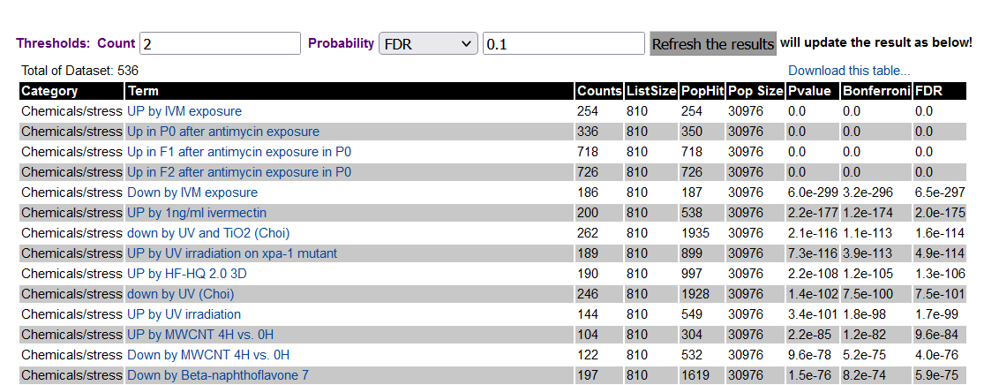 Thresholds: Count 2 Probability FDR 0.1 Refresh the results will update the result as below!
Total of Dataset: 536 Download this table...
Category Term Counts ListSize PopHit Pop Size Pvalue Bonferroni FDR
Chemicals/stress UP by IVM exposure 254 810 254 30976 0.0 0.0 0.0
Chemicals/stress Up in P0 after antimycin exposure 336 810 350 30976 0.0 0.0 0.0
Chemicals/stress Up in F1 after antimycin exposure in P0 718 810 718 30976 0.0 0.0 0.0
Chemicals/stress Up in F2 after antimycin exposure in P0 726 810 726 30976 0.0 0.0 0.0
Chemicals/stress Down by IVM exposure 186 810 187 30976 6.0e-299 3.2e-296 6.5e-297
Chemicals/stress UP by 1ng/ml ivermectin 200 810 538 30976 2.2e-177 1.2e-174 2.0e-175
Chemicals/stress down by UV and TiO2 (Choi) 262 810 1935 30976 2.1e-116 1.1e-113 1.6e-114
Chemicals/stress UP by UV irradiation on xpa-1 mutant 189 810 899 30976 7.3e-116 3.9e-113 4.9e-114
Chemicals/stress UP by HF-HQ 2.0 3D 190 810 997 30976 2.2e-108 1.2e-105 1.3e-106
Chemicals/stress down by UV (Choi) 246 810 1928 30976 1.4e-102 7.5e-100 7.5e-101
Chemicals/stress UP by UV irradiation 144 810 549 30976 3.4e-101 1.8e-98 1.7e-99
Chemicals/stress UP by MWCNT 4H vs. 0H 104 810 304 30976 2.2e-85 1.2e-82 9.6e-84
Chemicals/stress Down by MWCNT 4H vs. 0H 122 810 532 30976 9.6e-78 5.2e-75 4.0e-76
Chemicals/stress Down by Beta-naphthoflavone 7 197 810 1619 30976 1.5e-76 8.2e-74 5.9e-75